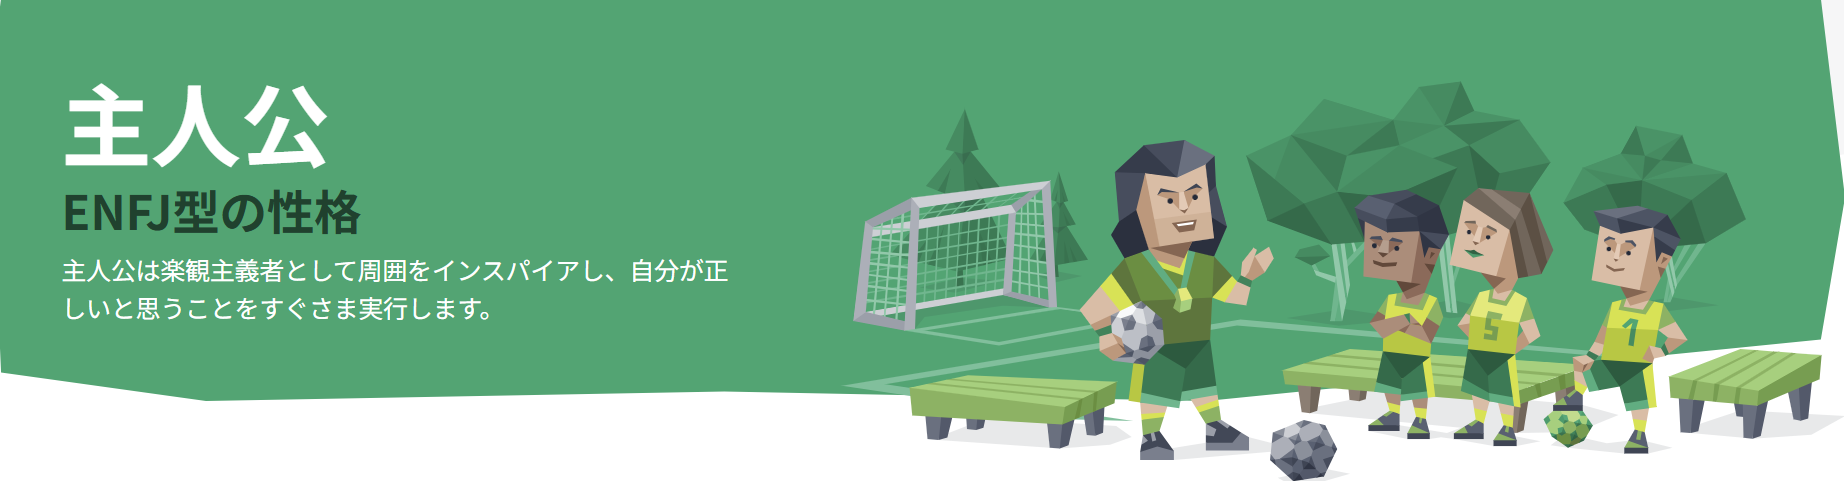 主人公
ENFJ型の性格
主人公は楽観主義者として周囲をインスパイアし、自分が正
しいと思うことをすぐさま実行します。
5
1